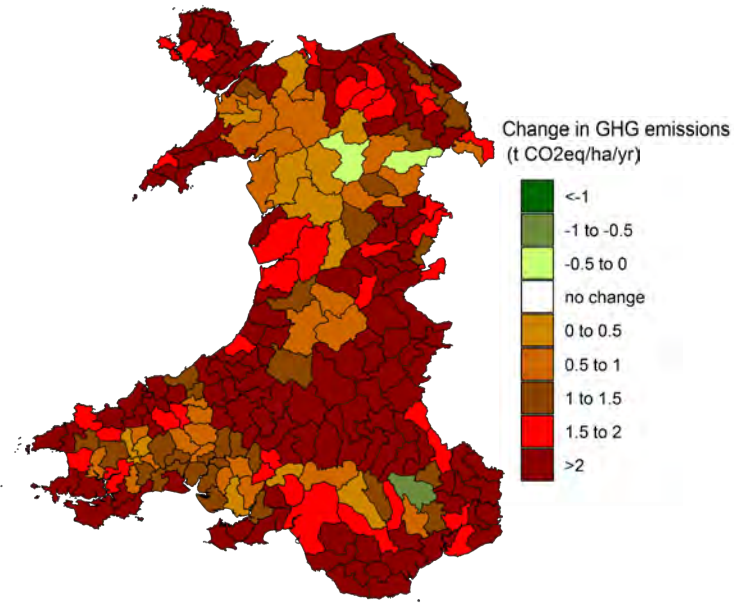 Change in GHG emissions
(t CO2eq/ha/yr)
<-1
-1 to -0.5
-0.5 to 0
no change
0 to 0.5
0.5 to 1
1 to 1.5
1.5 to 2
>2